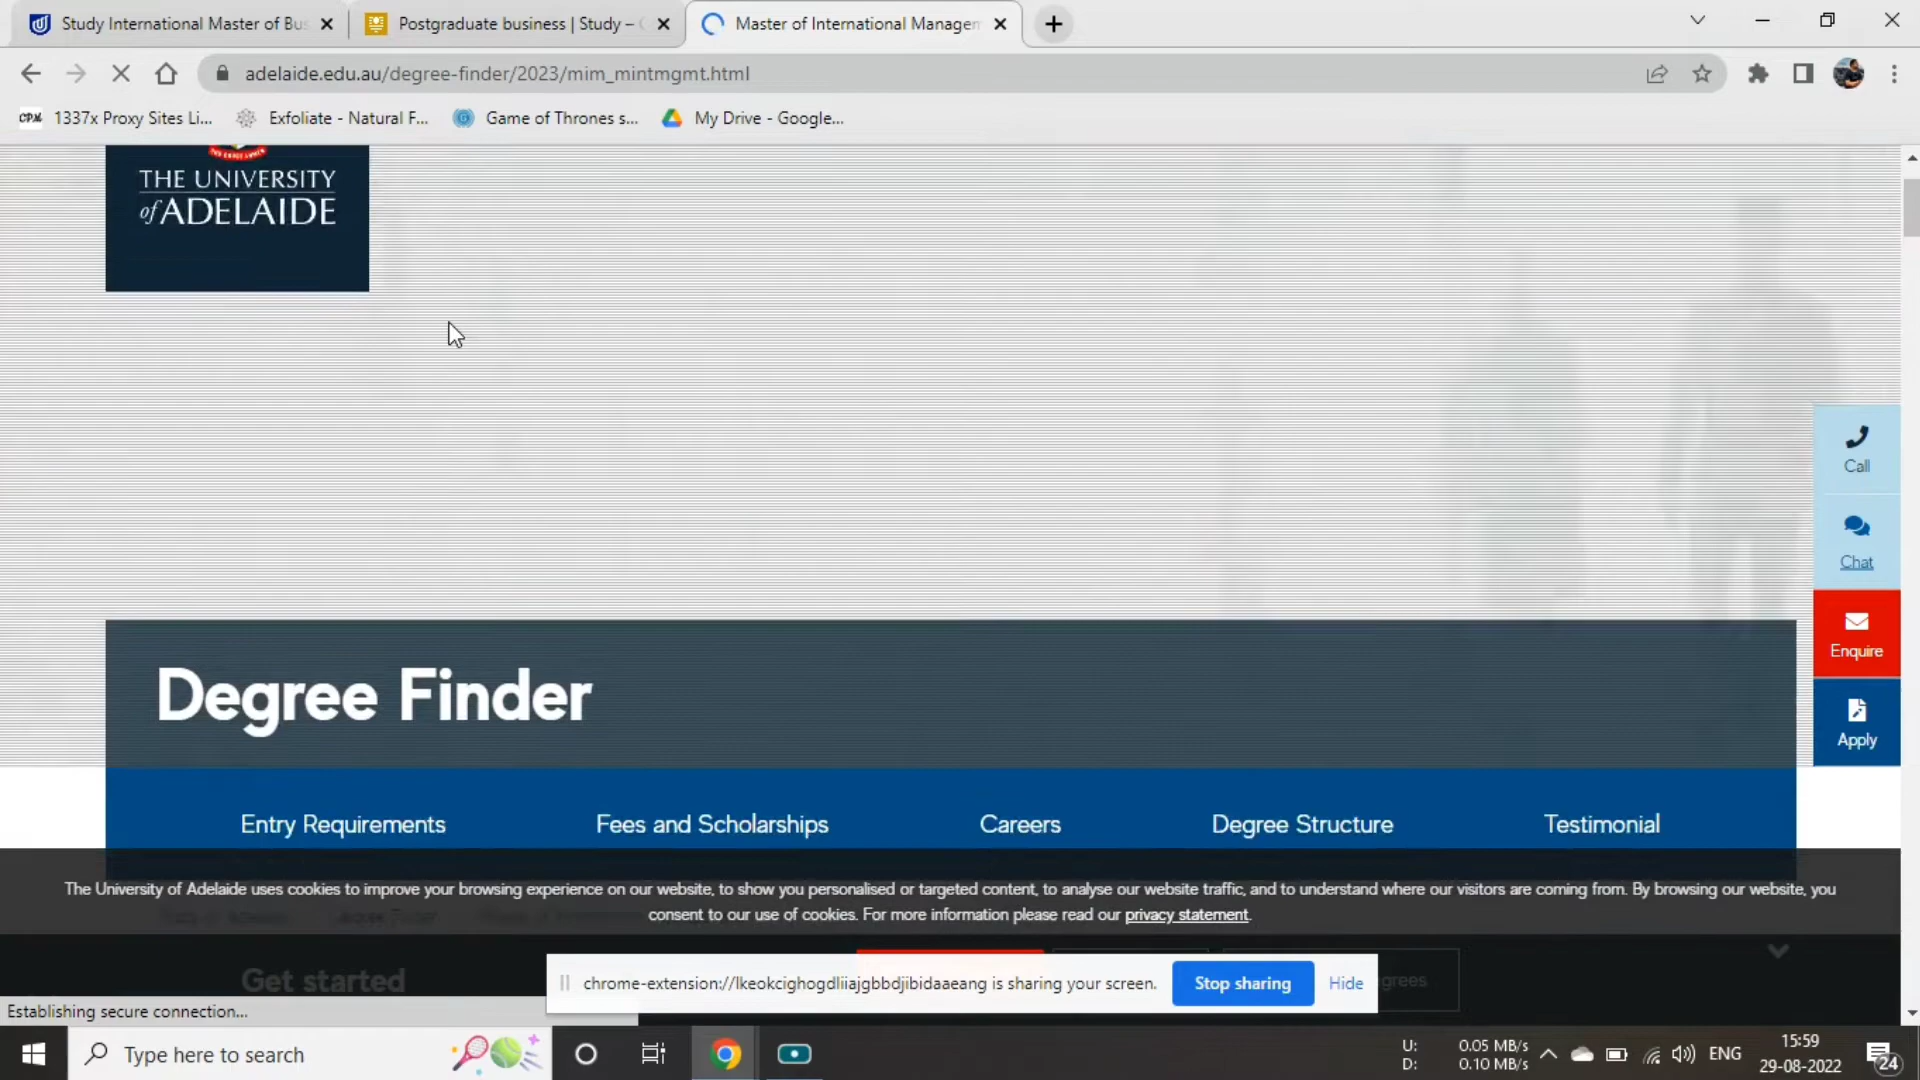 Study International Master of Bus
Postgraduate business | Study –
Master of International Managem
adelaide.edu.au/degree-finder/2023/mim_mintmgmt.html
CPM 1337x Proxy Sites Li...
Exfoliate - Natural F...
Game of Thrones s...
My Drive - Google...
THE UNIVERSITY
of ADELAIDE
Call
Chat
Enquire
Apply
Degree Finder
Entry Requirements
Fees and Scholarships
Careers
Degree Structure
Testimonial
The University of Adelaide uses cookies to improve your browsing experience on our website, to show you personalised or targeted content, to analyse our website traffic, and to understand where our visitors are coming from. By browsing our website, you
consent to our use of cookies. For more information please read our privacy statement.
Get started
chrome-extension://lkeokcighogdliiajgbbdjibidaaeang is sharing your screen.
Stop sharing
Hide
Establishing secure connection...
Type here to search
U: 0.05 MB/s
D: 0.10 MB/s
ENG
15:59
29-08-2022
24